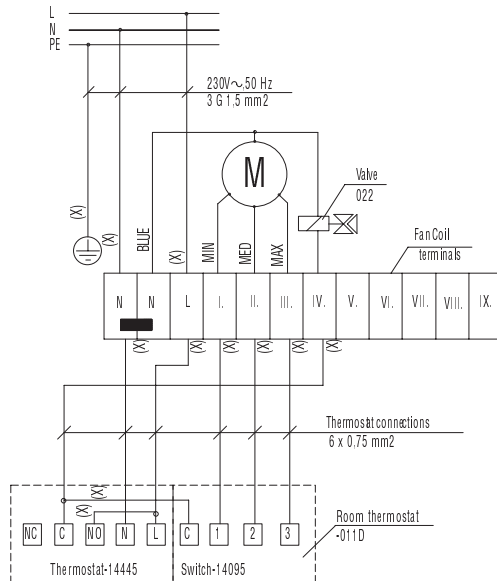 L
N
PE
230V~,50 Hz
3 G 1,5 mm2
M
Valve
022
(X)
(X)
BLUE
(X)
MIN
MED
MAX
FanCoil
terminals
N N L I. II. III. IV. V. VI. VII. VIII. IX.
(X) (X) (X) (X) (X) (X)
Thermostat connections
6 x 0,75 mm2
(X)
(X)
NC C NO N L C 1 2 3
Room thermostat
-011D
Thermostat-14445 Switch-14095